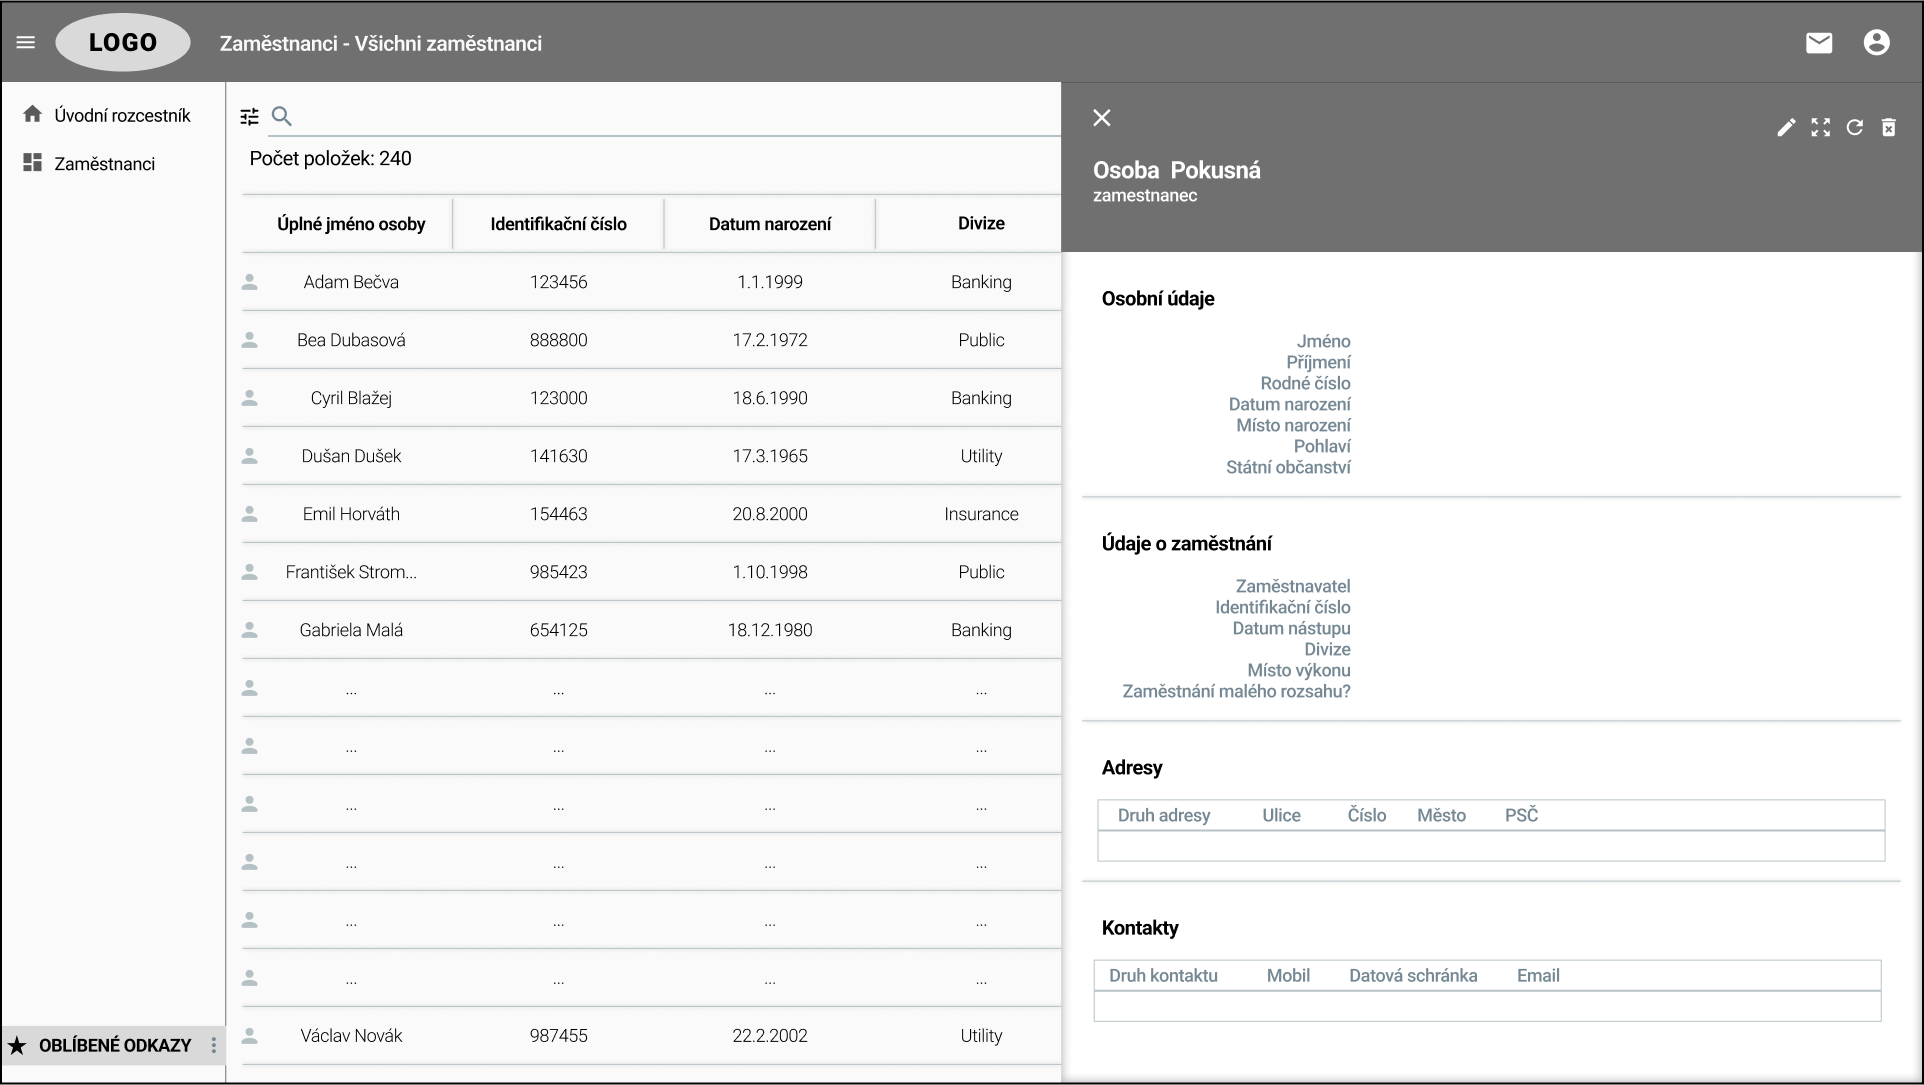 LOGO
Zaměstnanci - Všichni zaměstnanci
Úvodní rozcestník
Zaměstnanci
OBLÍBENÉ ODKAZY
Počet položek: 240
Úplné jméno osoby Identifikační číslo Datum narození Divize
Adam Bečva 123456 1.1.1999 Banking
Bea Dubasová 888800 17.2.1972 Public
Cyril Blažej 123000 18.6.1990 Banking
Dušan Dušek 141630 17.3.1965 Utility
Emil Horváth 154463 20.8.2000 Insurance
František Strom... 985423 1.10.1998 Public
Gabriela Malá 654125 18.12.1980 Banking
... ... ... ...
... ... ... ...
... ... ... ...
... ... ... ...
... ... ... ...
... ... ... ...
Václav Novák 987455 22.2.2002 Utility
Osoba Pokusná
zamestnanec
Osobní údaje
Jméno
Příjmení
Rodné číslo
Datum narození
Místo narození
Pohlaví
Státní občanství
Údaje o zaměstnání
Zaměstnavatel
Identifikační číslo
Datum nástupu
Divize
Místo výkonu
Zaměstnání malého rozsahu?
Adresy
Druh adresy Ulice Číslo Město PSČ
Kontakty
Druh kontaktu Mobil Datová schránka Email